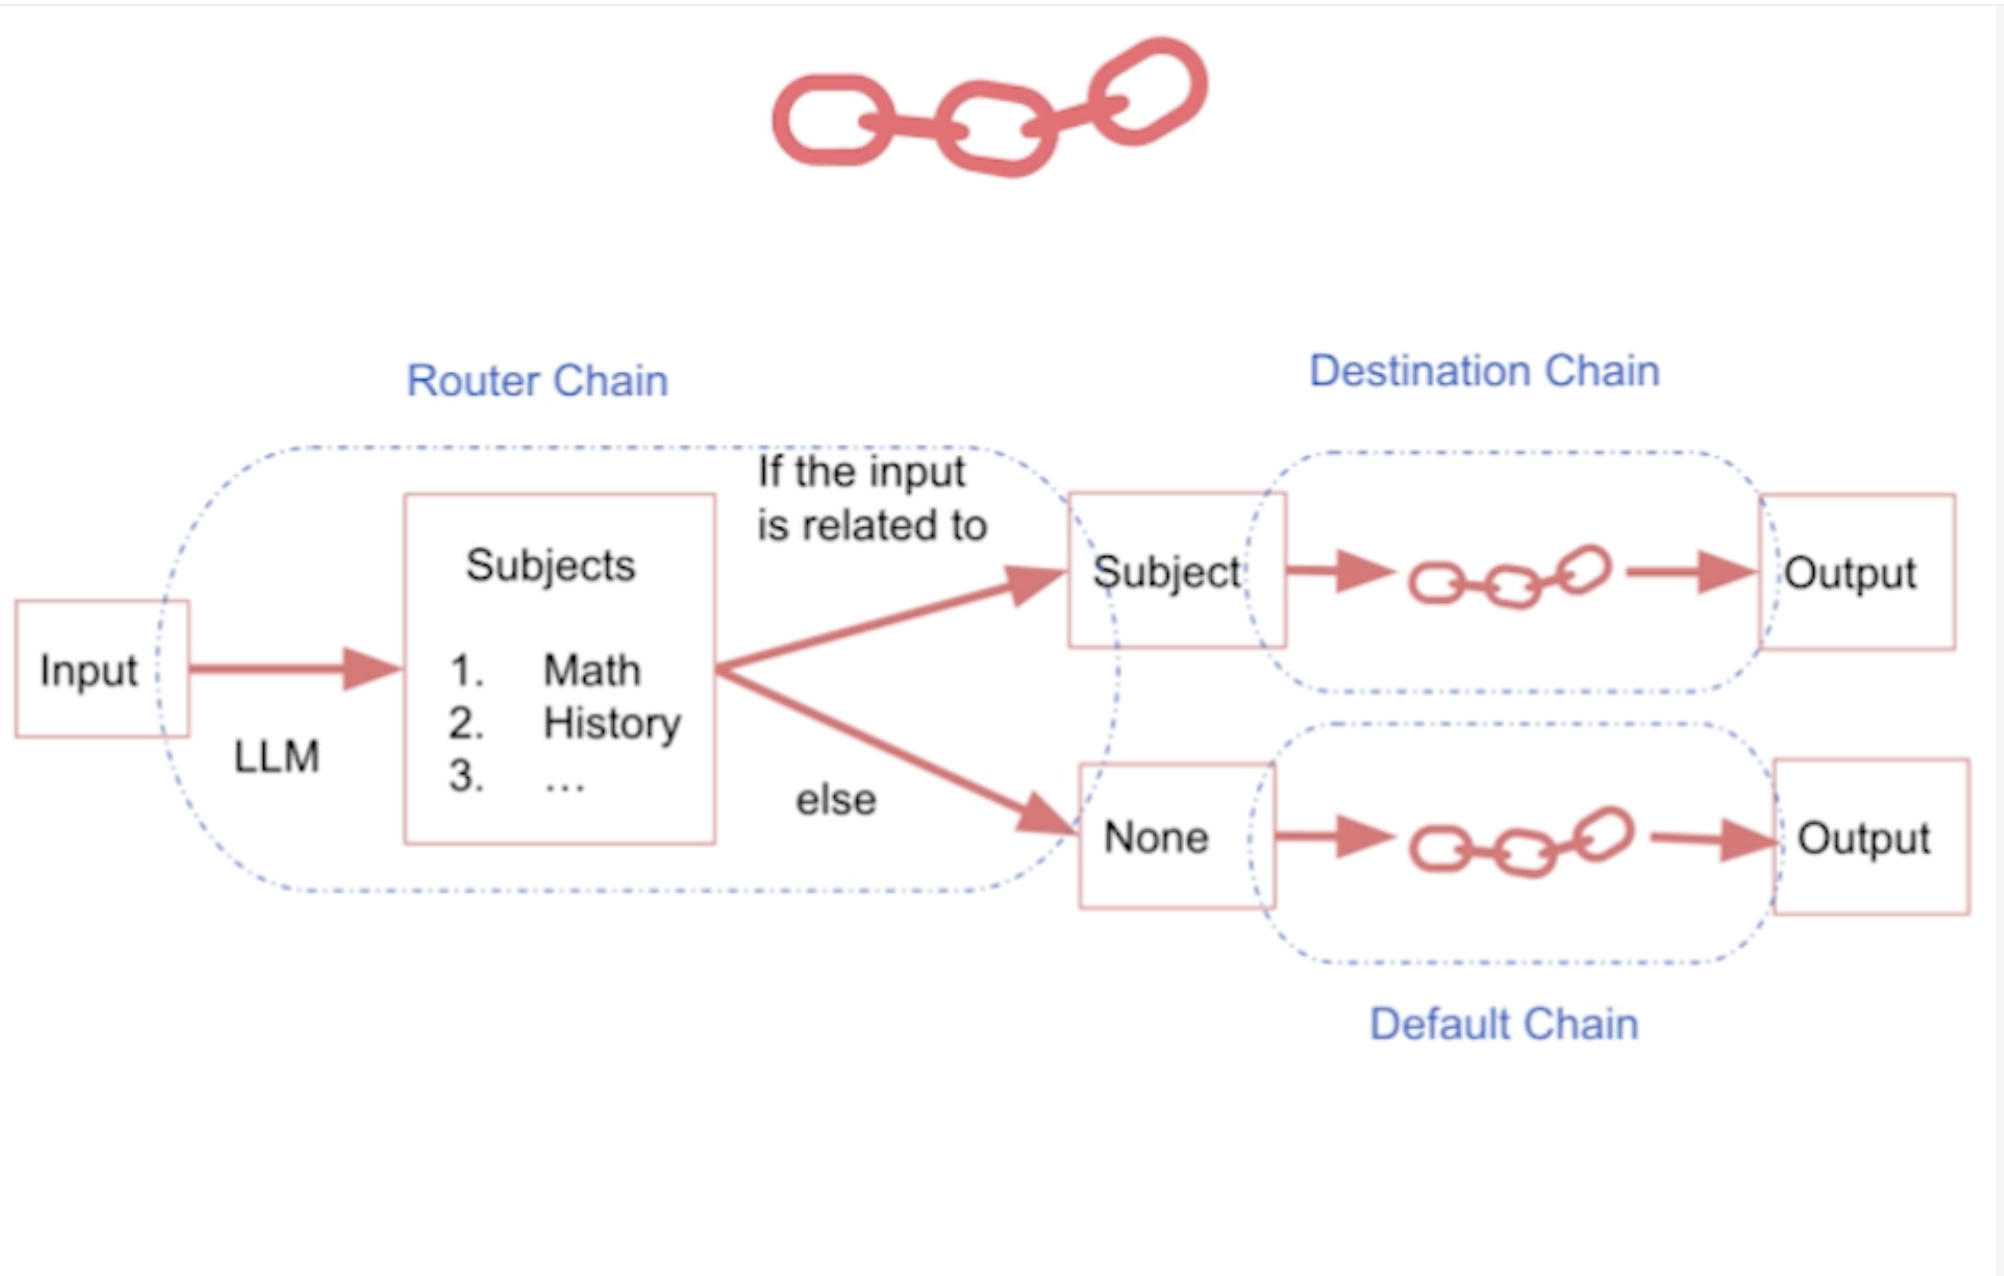 Router Chain
Destination Chain
If the input
is related to
Subjects
1. Math
2. History
3. ...
Input
LLM
else
Subject
Output
None
Output
Default Chain